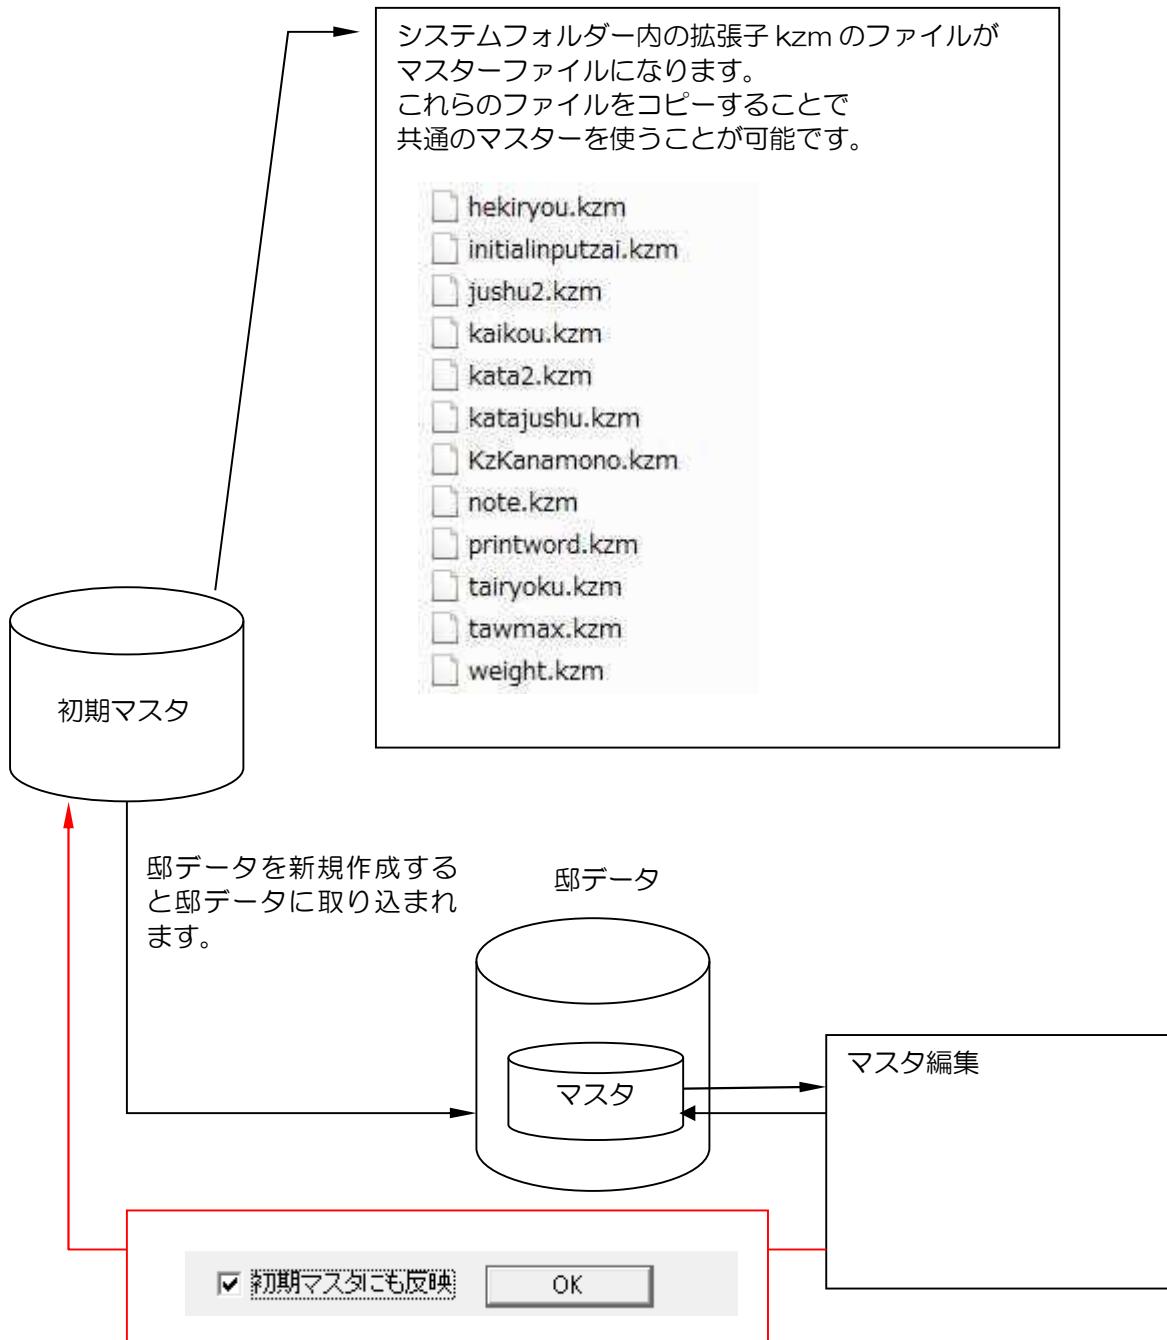 システムフォルダー内の拡張子 kzm のファイルが
マスターファイルになります。
これらのファイルをコピーすることで
共通のマスターを使うことが可能です。
hekiryou.kzm
initialinputzai.kzm
jushu2.kzm
kaikou.kzm
kata2.kzm
katajushu.kzm
KzKanamono.kzm
note.kzm
printword.kzm
tairyoku.kzm
tawmax.kzm
weight.kzm
初期マスタ
邸データを新規作成する
と邸データに取り込まれ
ます。
邸データ
マスタ
マスタ編集
初期マスタにも反映
OK